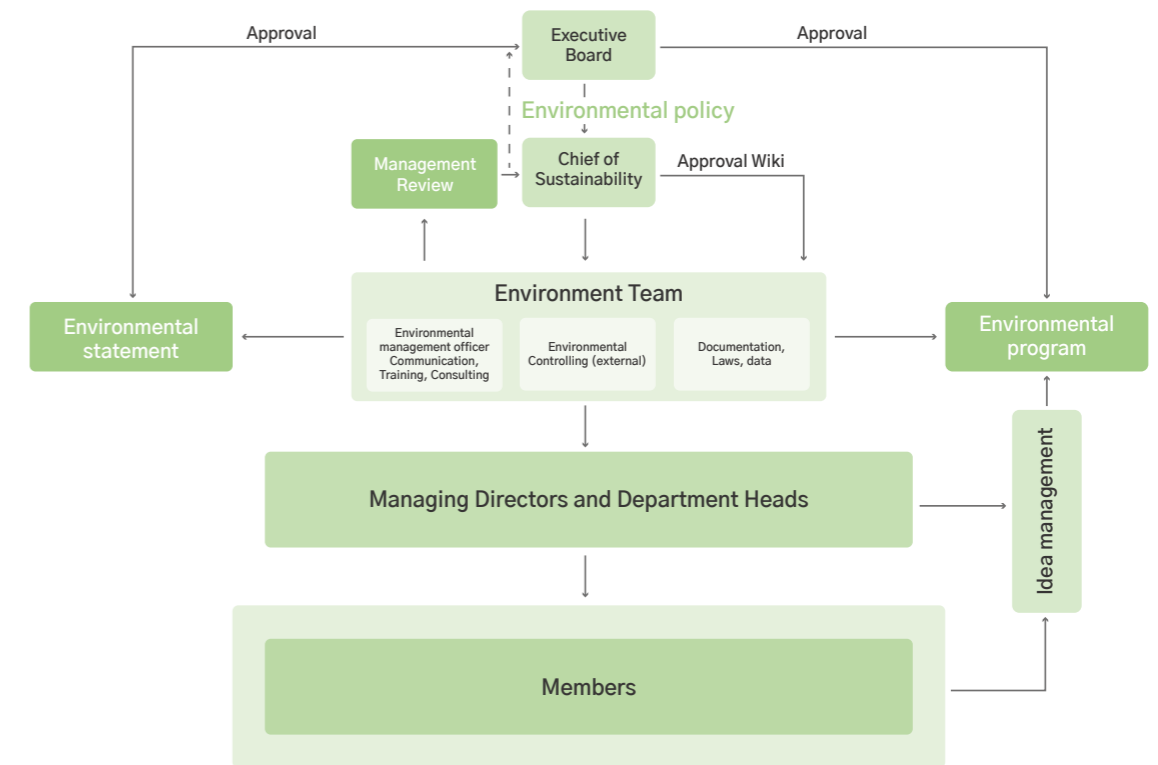 Approval
Executive
Board
Approval
Environmental policy
Management
Review
Chief of
Sustainability
Approval Wiki
Environment Team
Environmental
statement
Environmental
management officer
Communication,
Training, Consulting
Environmental
Controlling (external)
Documentation,
Laws, data
Environmental
program
Managing Directors and Department Heads
Idea management
Members